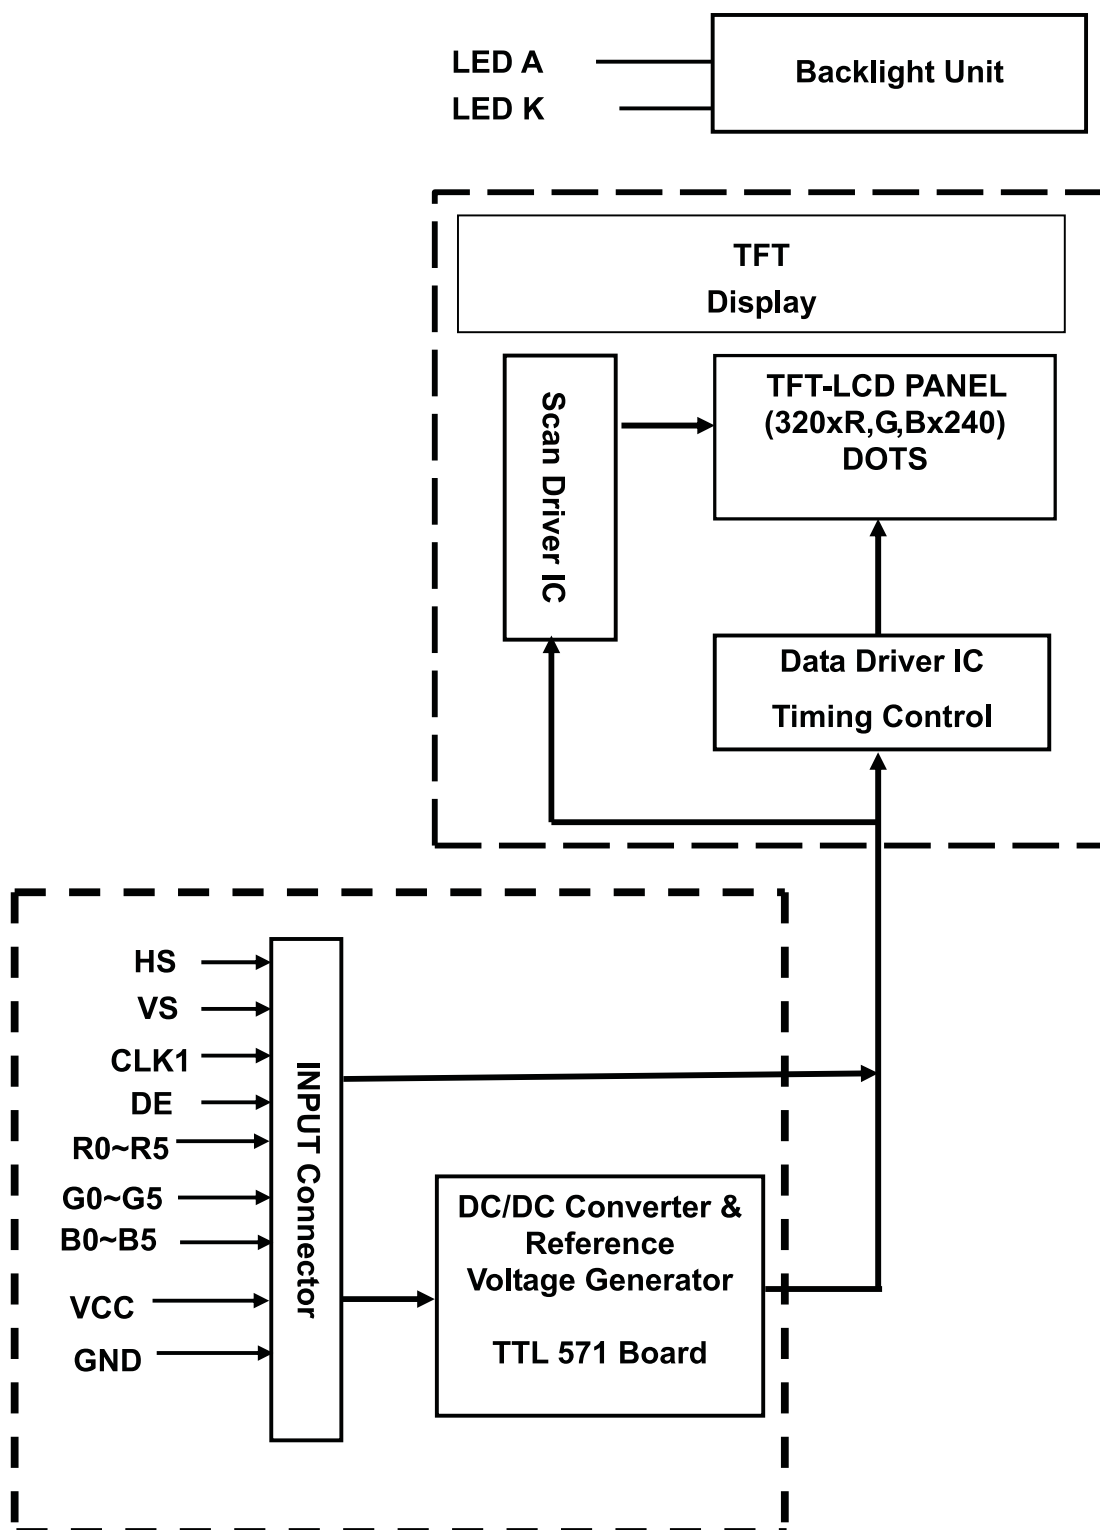 LED A
LED K
Backlight Unit
TFT
Display
Scan Driver IC
TFT-LCD PANEL
(320xR,G,Bx240)
DOTS
Data Driver IC
Timing Control
HS
VS
CLK1
DE
R0~R5
G0~G5
B0~B5
VCC
GND
INPUT Connector
DC/DC Converter &
Reference
Voltage Generator
TTL 571 Board